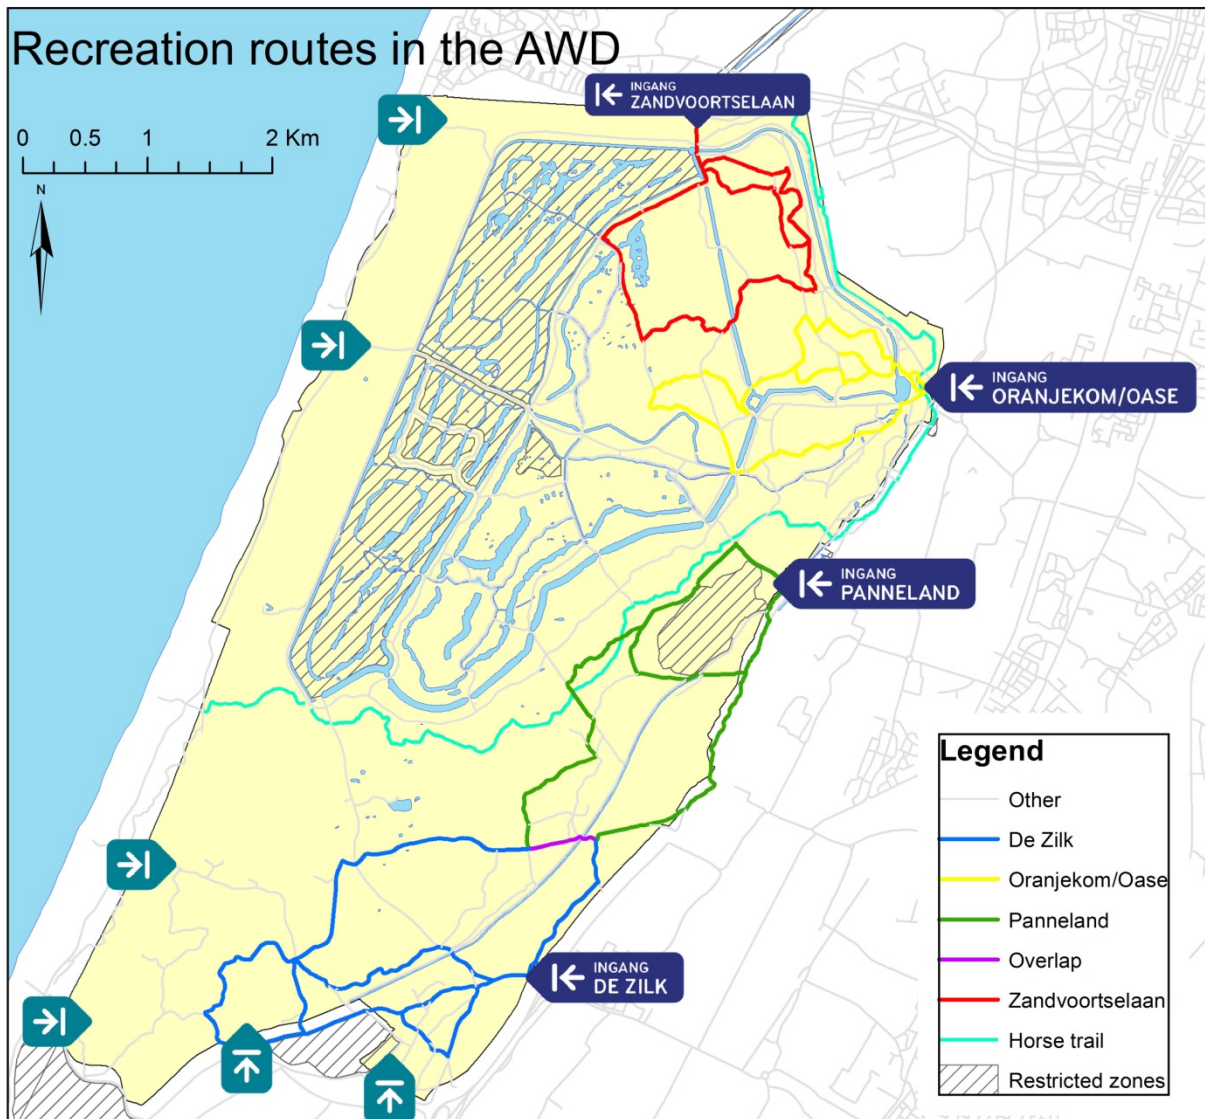 Recreation routes in the AWD
INGANG
ZANDVOORTSELAAN
0 0.5 1 2 Km
N
INGANG
ORANJEKOM/OASE
INGANG
PANNELAND
INGANG
DE ZILK
Legend
Other
De Zilk
Oranjekom/Oase
Panneland
Overlap
Zandvoortselaan
Horse trail
Restricted zones